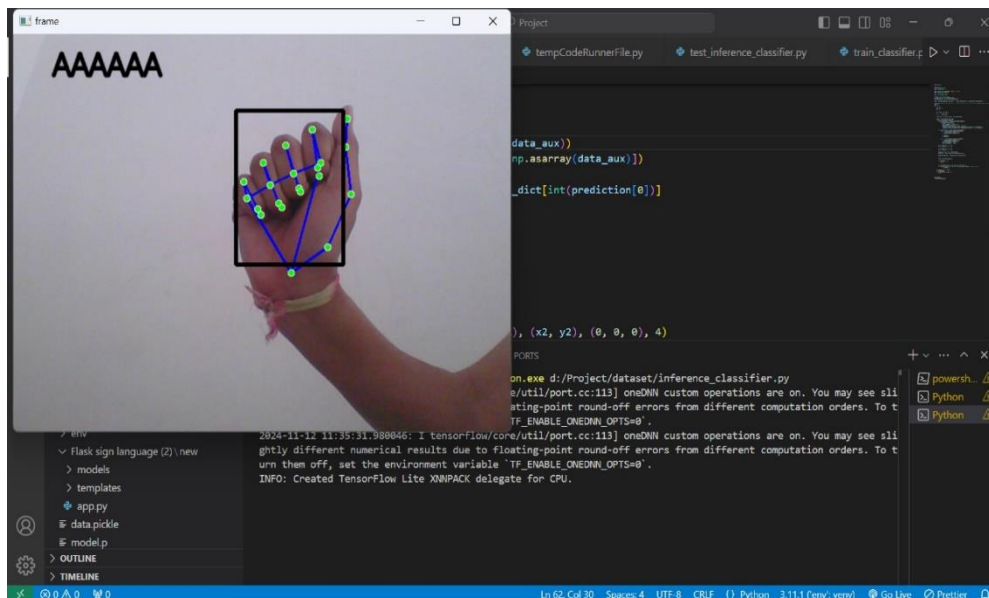 frame
Project
AAAAAA
tempCodeRunnerFile.py
test_inference_classifier.py
train_classifier.p
data_aux))
np.asarray(data_aux)])
_dict[int(prediction[0])]
), (x2, y2), (0, 0, 0), 4)
PORTS
on.exe d:/Project/dataset/inference_classifier.py
e/util/port.cc:113] oneDNN custom operations are on. You may see sli
ating-point round-off errors from different computation orders. To t
TF_ENABLE_ONEDNN_OPTS=0`.
2024-11-12 11:35:31.980046: I tensorflow/core/util/port.cc:113] oneDNN custom operations are on. You may see sli
ghtly different numerical results due to floating-point round-off errors from different computation orders. To t
urn them off, set the environment variable `TF_ENABLE_ONEDNN_OPTS=0`.
INFO: Created TensorFlow Lite XNNPACK delegate for CPU.
powersh...
Python
Python
env
Flask sign language (2) \ new
models
templates
app.py
data.pickle
model.p
OUTLINE
TIMELINE
0 0 0
Ln 62, Col 30 Spaces: 4 UTF-8 CRLF {} Python 3.11.1 ('env': venv) Go Live Prettier